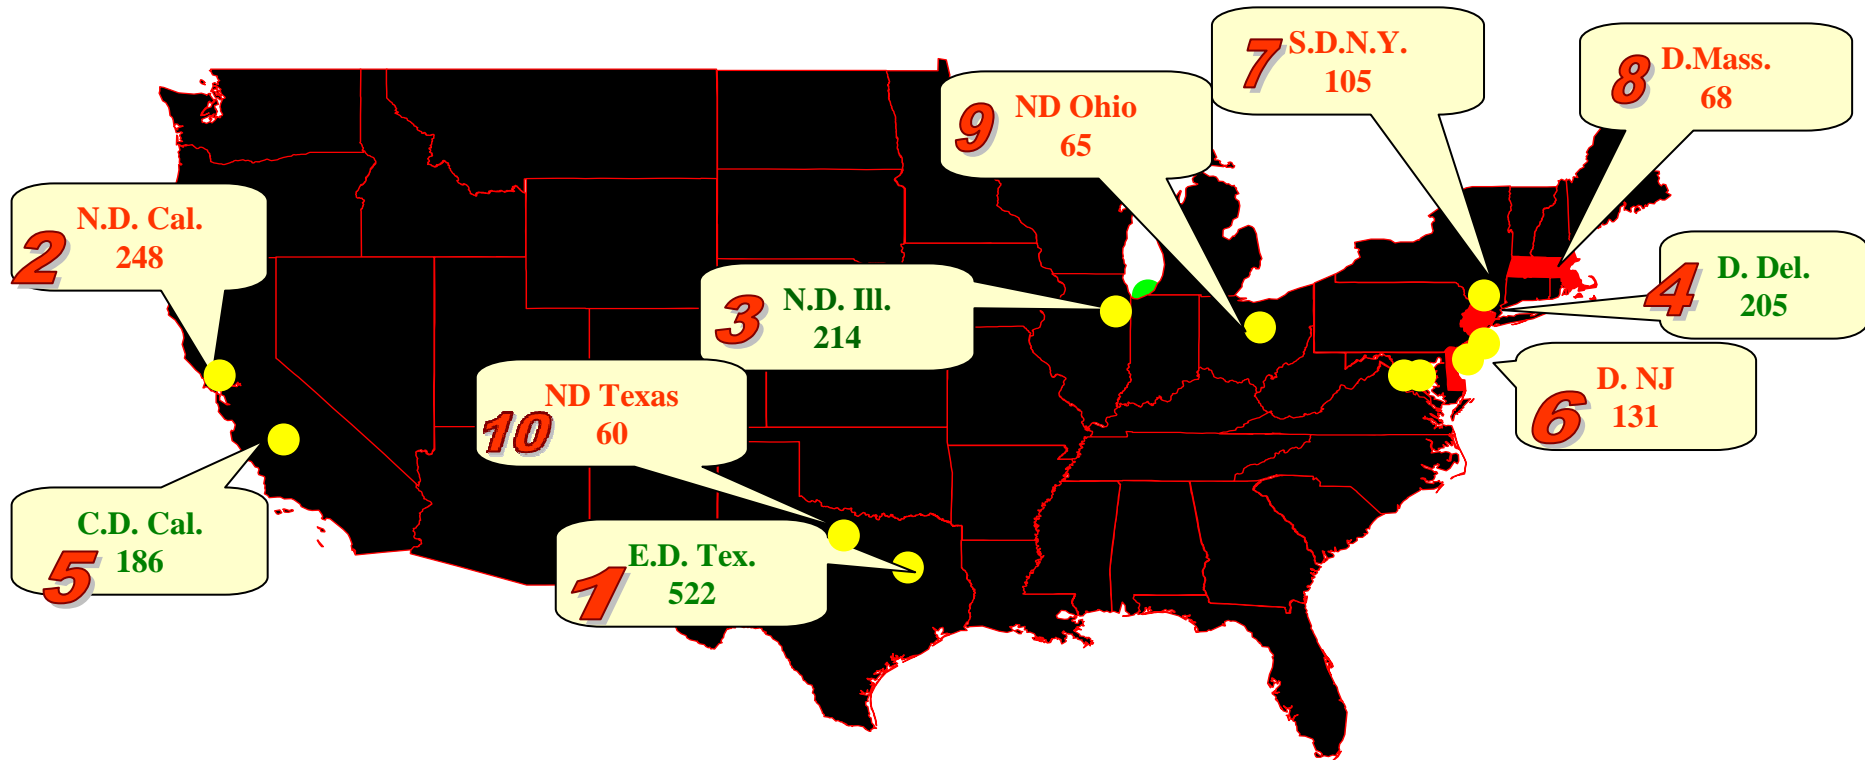 7
S.D.N.Y.
105
8
D.Mass.
68
9
ND Ohio
65
2
N.D. Cal.
248
4
D. Del.
205
3
N.D. Ill.
214
10
ND Texas
60
6
D. NJ
131
5
C.D. Cal.
186
1
E.D. Tex.
522